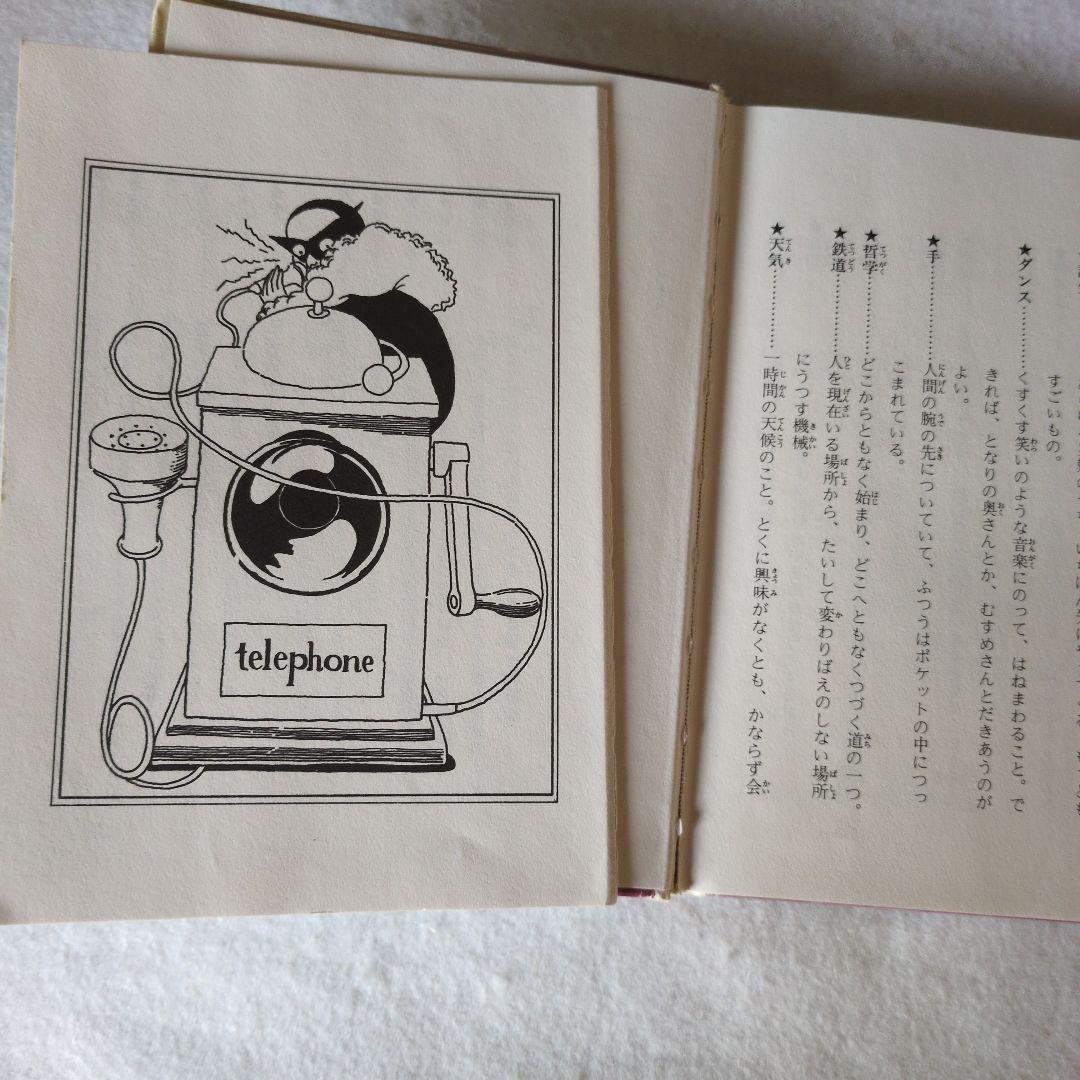 すごいもの。
★ダンス…………くすくす笑いのような音楽にのって、はねまわること。で
きれば、となりの奥さんとか、むすめさんとだきあうのが
よい。
★手………………人間の腕の先についていて、ふつうはポケットの中につっ
こまれている。
★哲学……………どこからともなく始まり、どこへともなくつづく道の一つ。
★鉄道……………人を現在いる場所から、たいして変わりばえのしない場所
にうつす機械。
★天気……………一時間の天候のこと。とくに興味がなくとも、かならず会
telephone